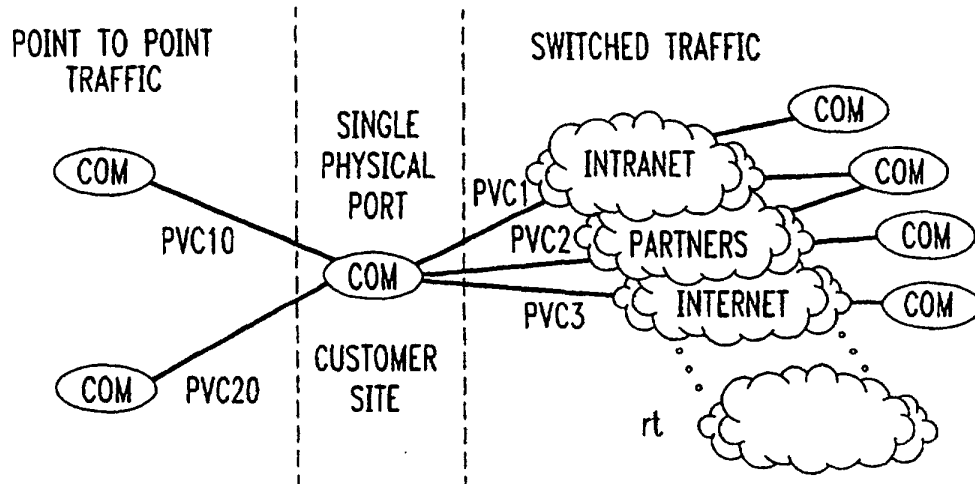 POINT TO POINT
TRAFFIC
SWITCHED TRAFFIC
SINGLE
PHYSICAL
PORT
COM
COM
INTRANET
COM
PVC1
COM
PVC10
PVC2
PARTNERS
COM
COM
INTERNET
COM
PVC3
COM
PVC20
CUSTOMER
SITE
rt